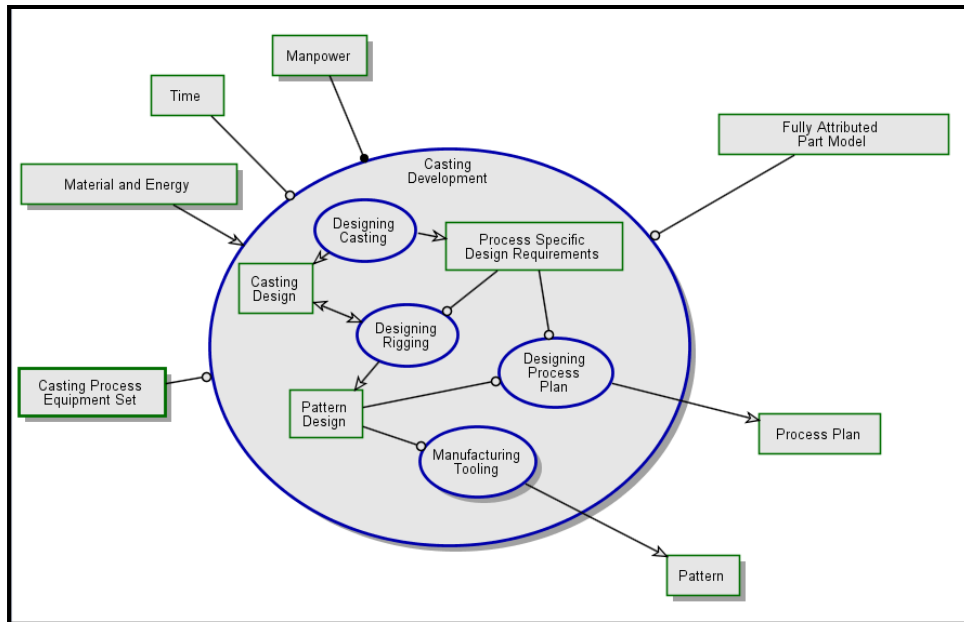 Manpower
Time
Fully Attributed
Part Model
Material and Energy
Casting
Development
Designing
Casting
Process Specific
Design Requirements
Casting
Design
Designing
Rigging
Designing
Process
Plan
Casting Process
Equipment Set
Pattern
Design
Process Plan
Manufacturing
Tooling
Pattern